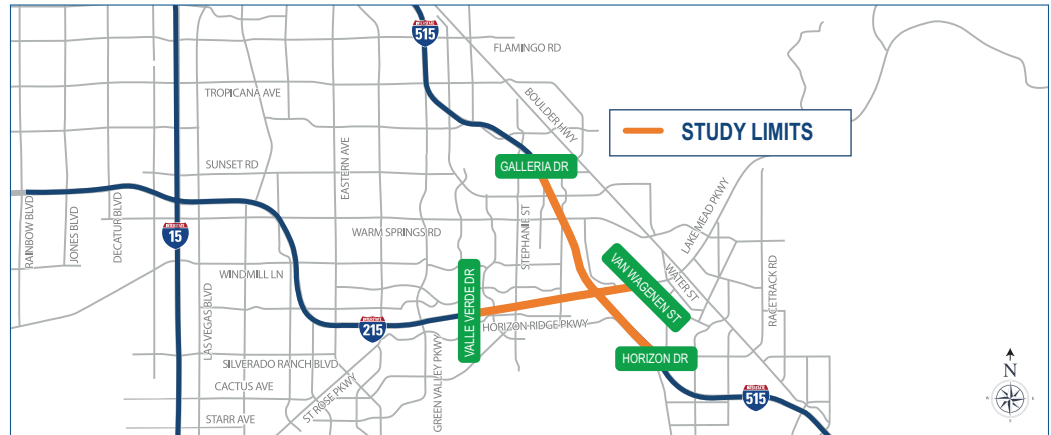 515
FLAMINGO RD
TROPICANA AVE
BOULDER HWY
STUDY LIMITS
SUNSET RD
EASTERN AVE
GALLERIA DR
RAINBOW BLVD
JONES BLVD
DECATUR BLVD
15
WARM SPRINGS RD
STEPHANIE ST
LAKE MEAD PKWY
WINDMILL LN
VAN WAGENEN ST
WATER ST
RACETRACK RD
LAS VEGAS BLVD
215
VALLE VERDE DR
HORIZON RIDGE PKWY
SILVERADO RANCH BLVD
GREEN VALLEY PKWY
HORIZON DR
CACTUS AVE
ST ROSE PKWY
515
STARR AVE
N